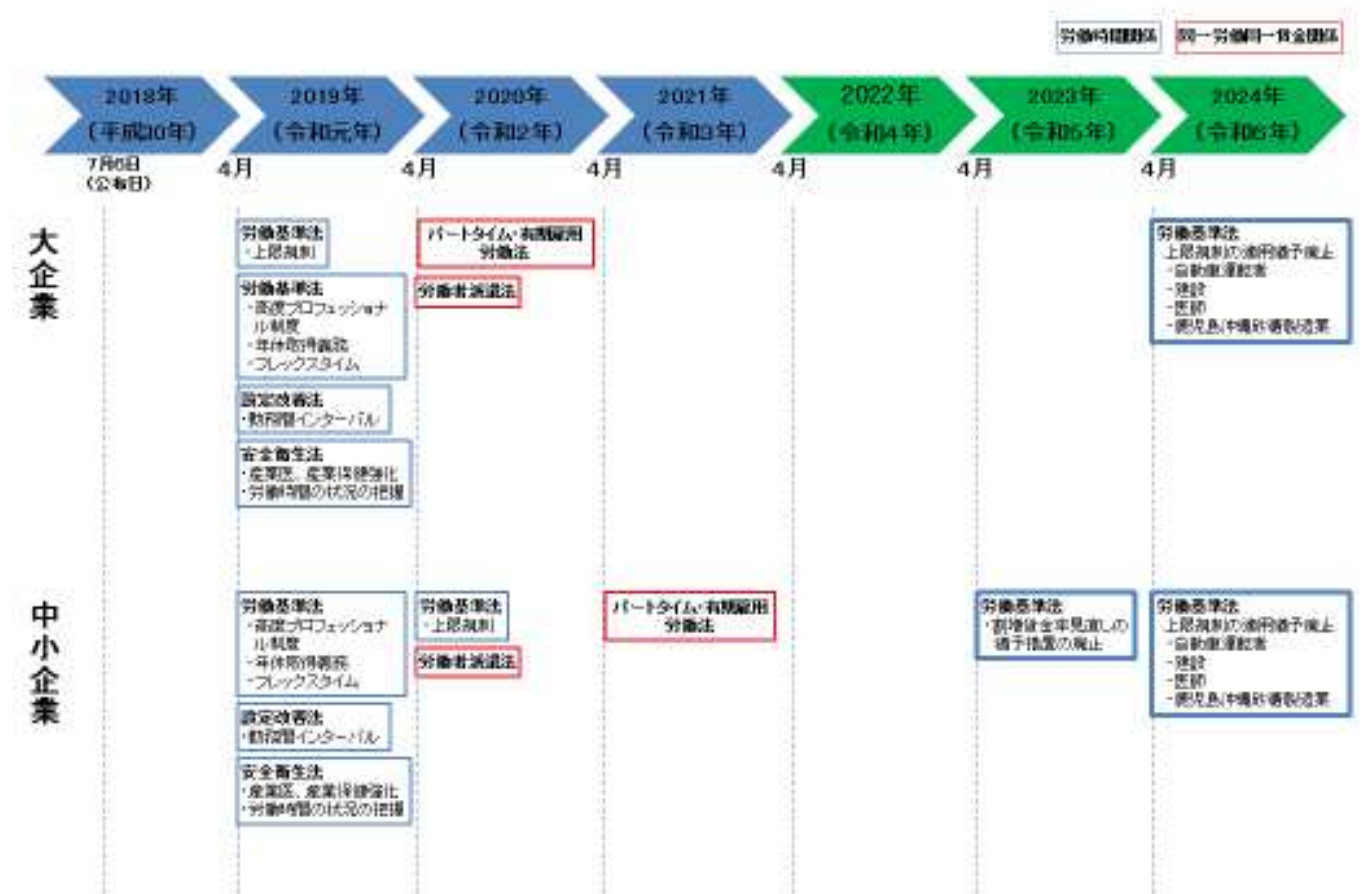 労働時間関係
同一労働同一賃金関係
2018年
(平成30年)
2019年
(令和元年)
2020年
(令和2年)
2021年
(令和3年)
2022年
(令和4年)
2023年
(令和5年)
2024年
(令和6年)
7月6日
(公布日)
4月
4月
4月
4月
4月
4月
大企業
労働基準法
・上限規制
労働基準法
・高度プロフェッショナ
ル制度
・年休取得義務
・フレックスタイム
設定改善法
・勤務間インターバル
安全衛生法
・産業医、産業保健強化
・労働時間の状況の把握
パートタイム・有期雇用
労働法
労働者派遣法
労働基準法
上限規制の適用猶予廃止
・自動車運転者
・建設
・医師
・鹿児島沖縄砂糖製造業
中小企業
労働基準法
・高度プロフェッショナ
ル制度
・年休取得義務
・フレックスタイム
設定改善法
・勤務間インターバル
安全衛生法
・産業医、産業保健強化
・労働時間の状況の把握
労働基準法
・上限規制
労働者派遣法
パートタイム・有期雇用
労働法
労働基準法
・割増賃金率見直しの
猶予措置の廃止
労働基準法
上限規制の適用猶予廃止
・自動車運転者
・建設
・医師
・鹿児島沖縄砂糖製造業